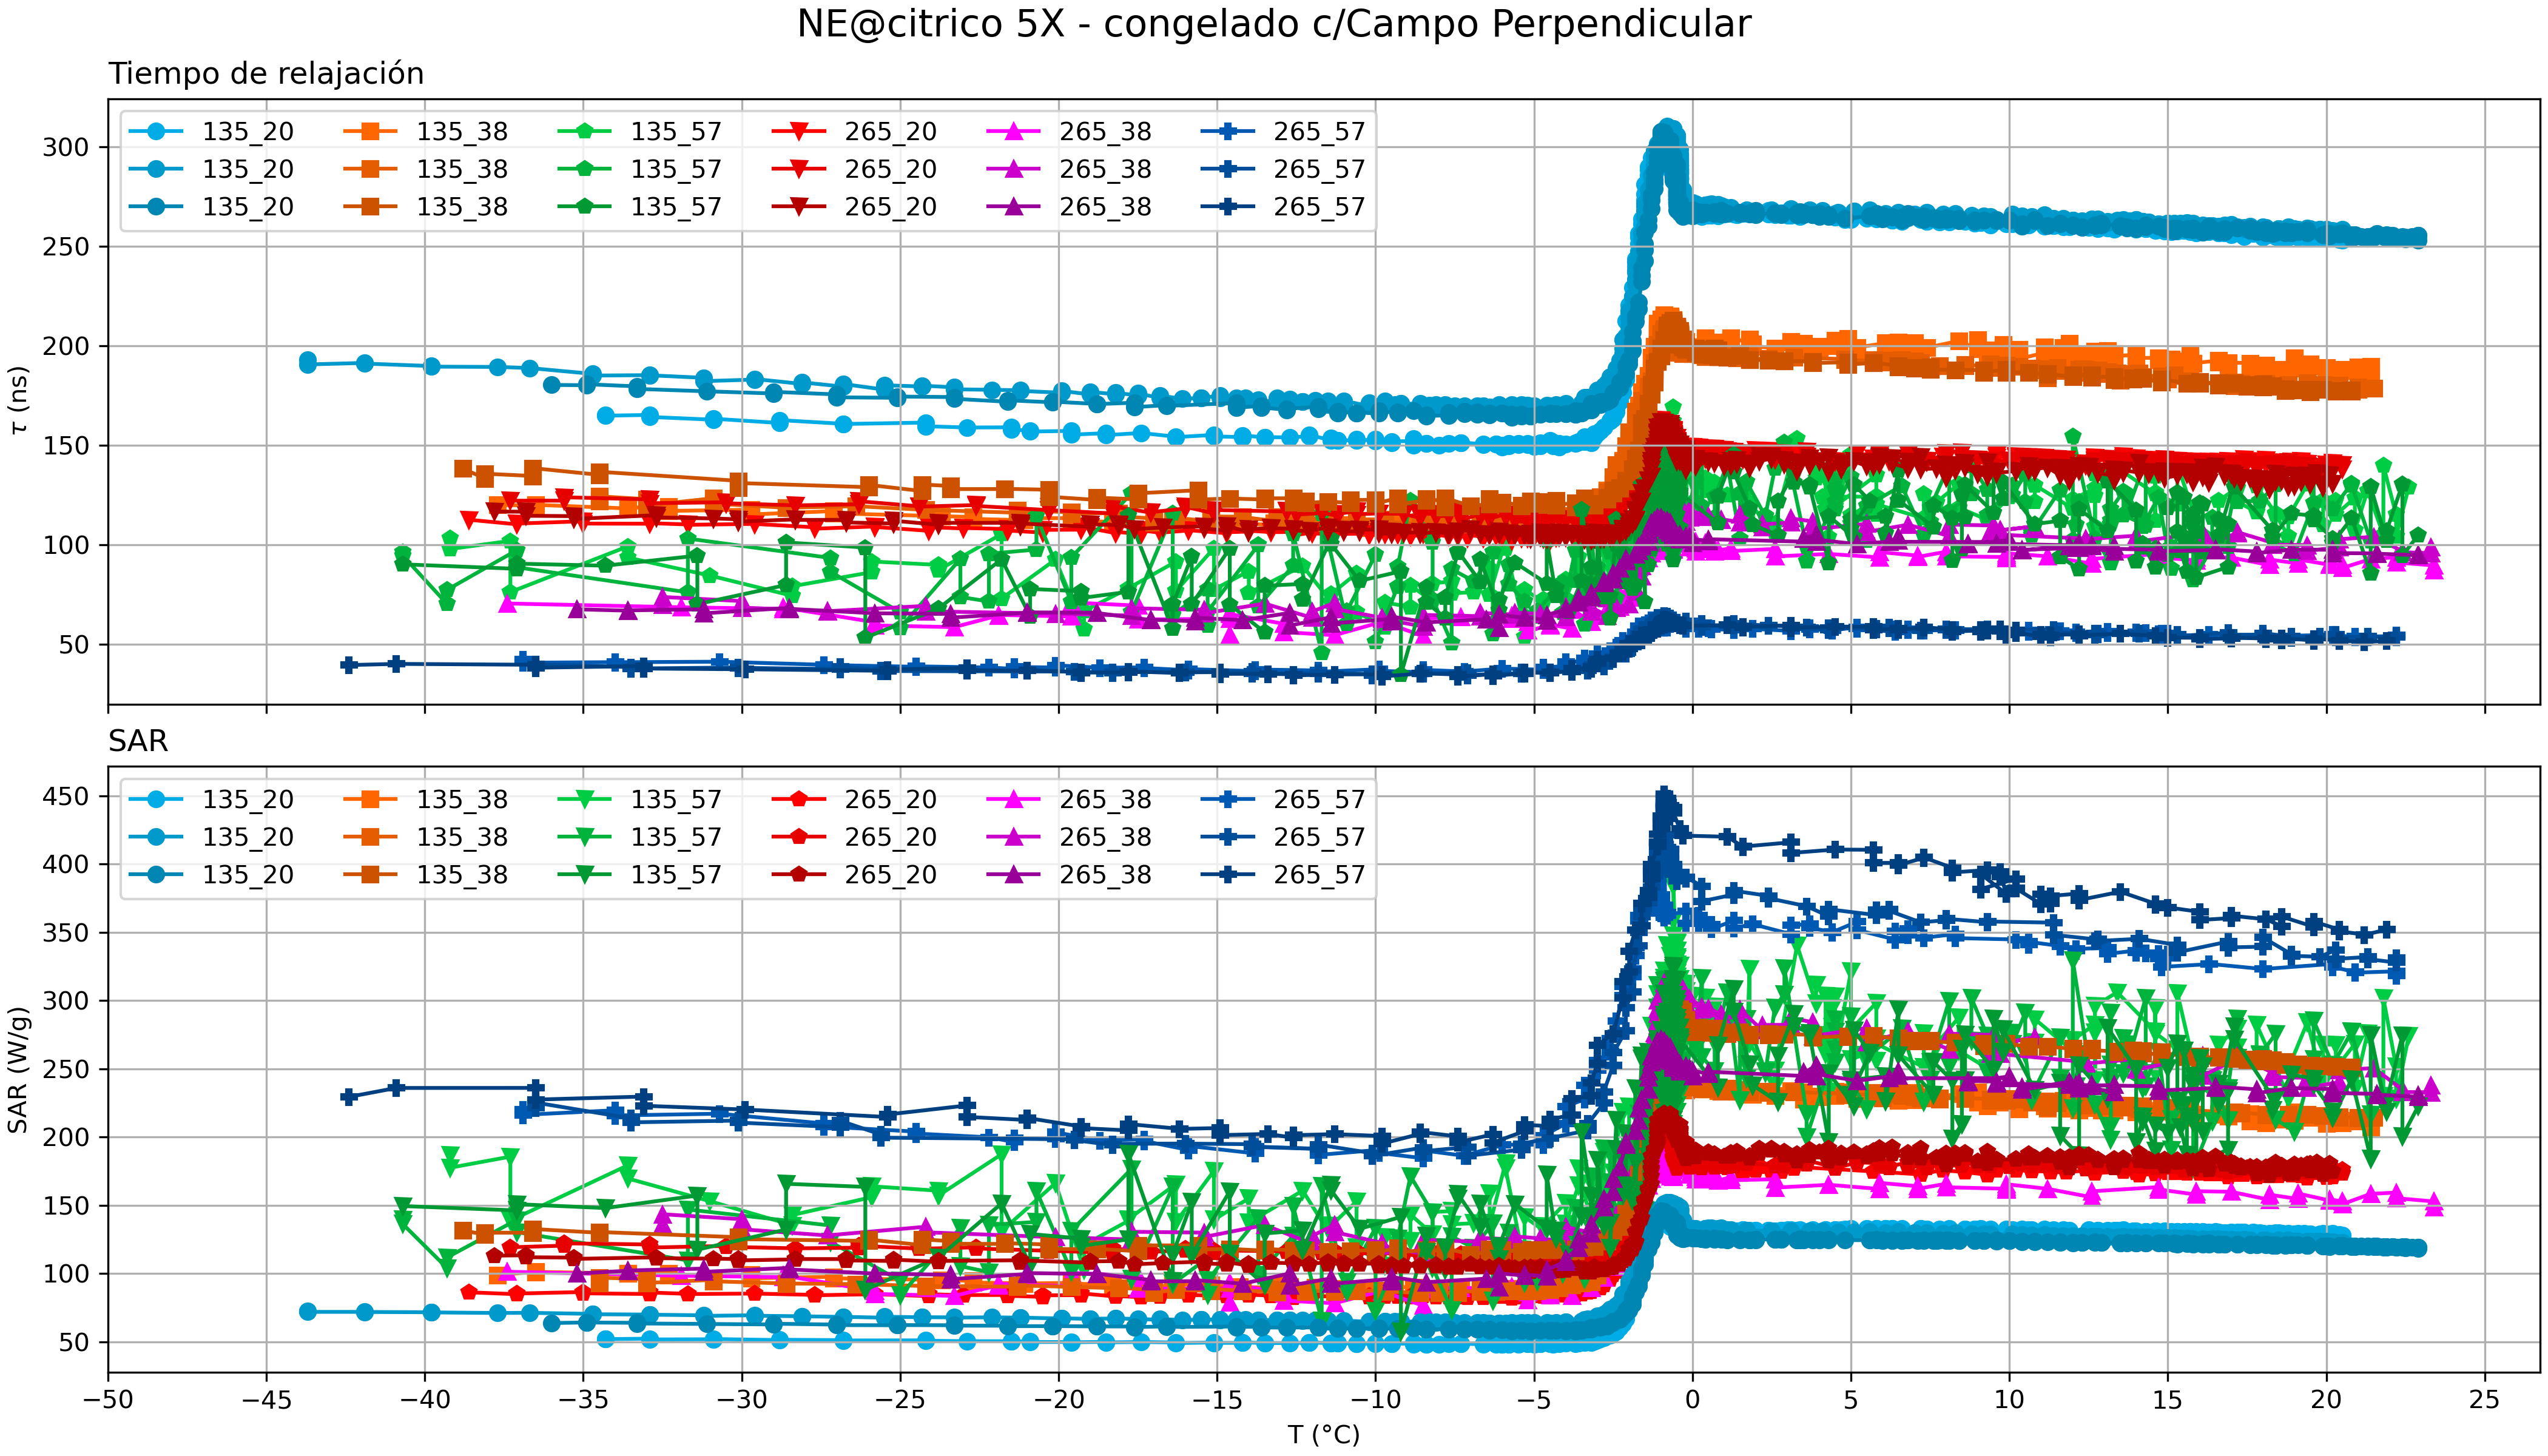 NE@citrico 5X - congelado c/Campo Perpendicular
Tiempo de relajación
135_20 135_38 135_57 265_20 265_38 265_57
135_20 135_38 135_57 265_20 265_38 265_57
135_20 135_38 135_57 265_20 265_38 265_57
300
250
200
150
100
50
τ (ns)
SAR
135_20 135_38 135_57 265_20 265_38 265_57
135_20 135_38 135_57 265_20 265_38 265_57
135_20 135_38 135_57 265_20 265_38 265_57
450
400
350
300
250
200
150
100
50
SAR (W/g)
−50 −45 −40 −35 −30 −25 −20 −15 −10 −5 0 5 10 15 20 25
T (°C)